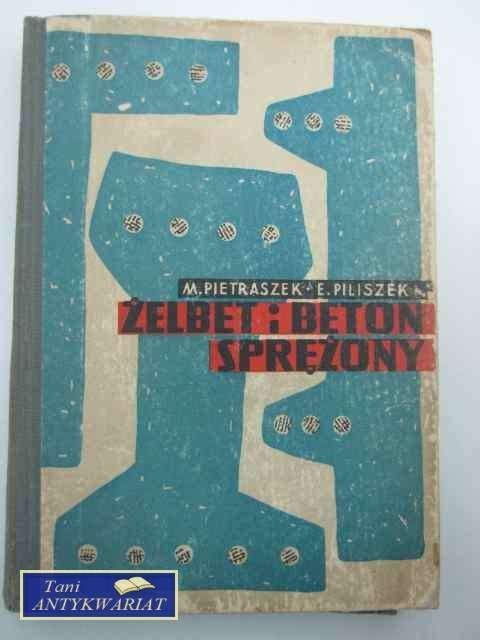 M. PIETRASZEK - E. PILISZEK
ŻELBET i BETON
SPRĘŻONY
Tani
ANTYKWARIAT